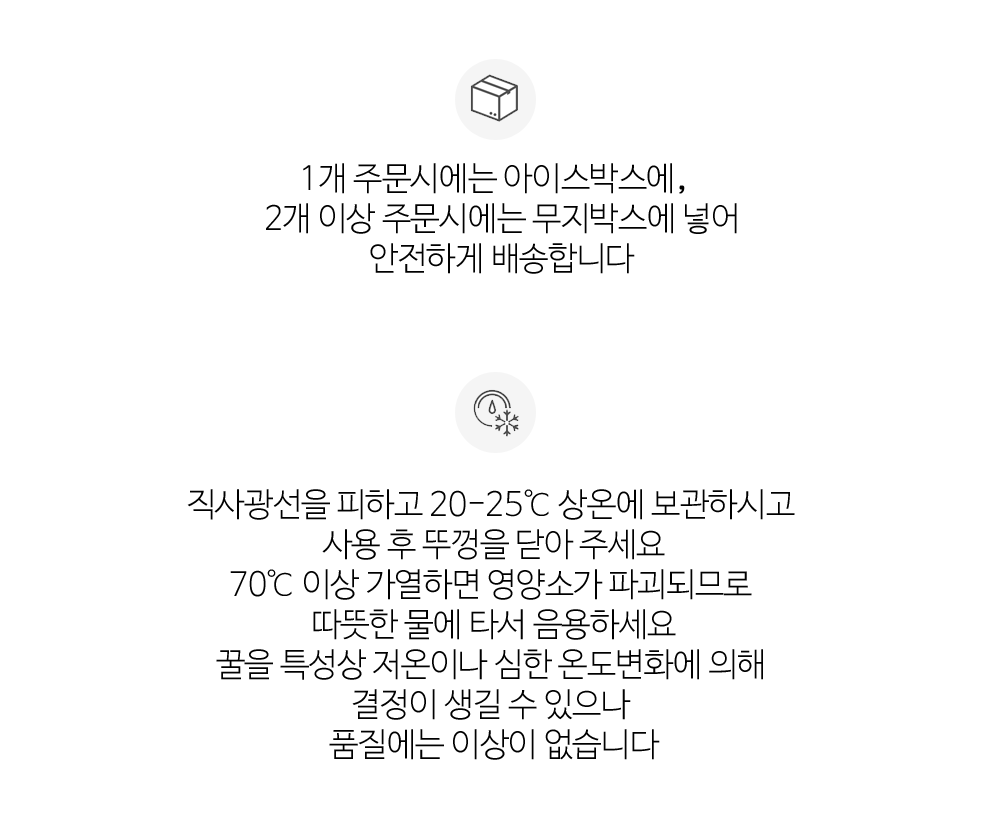 1개 주문시에는 아이스박스에,
2개 이상 주문시에는 무지박스에 넣어
안전하게 배송합니다
직사광선을 피하고 20-25℃ 상온에 보관하시고
사용 후 뚜껑을 닫아 주세요
70℃ 이상 가열하면 영양소가 파괴되므로
따뜻한 물에 타서 음용하세요
꿀을 특성상 저온이나 심한 온도변화에 의해
결정이 생길 수 있으나
품질에는 이상이 없습니다